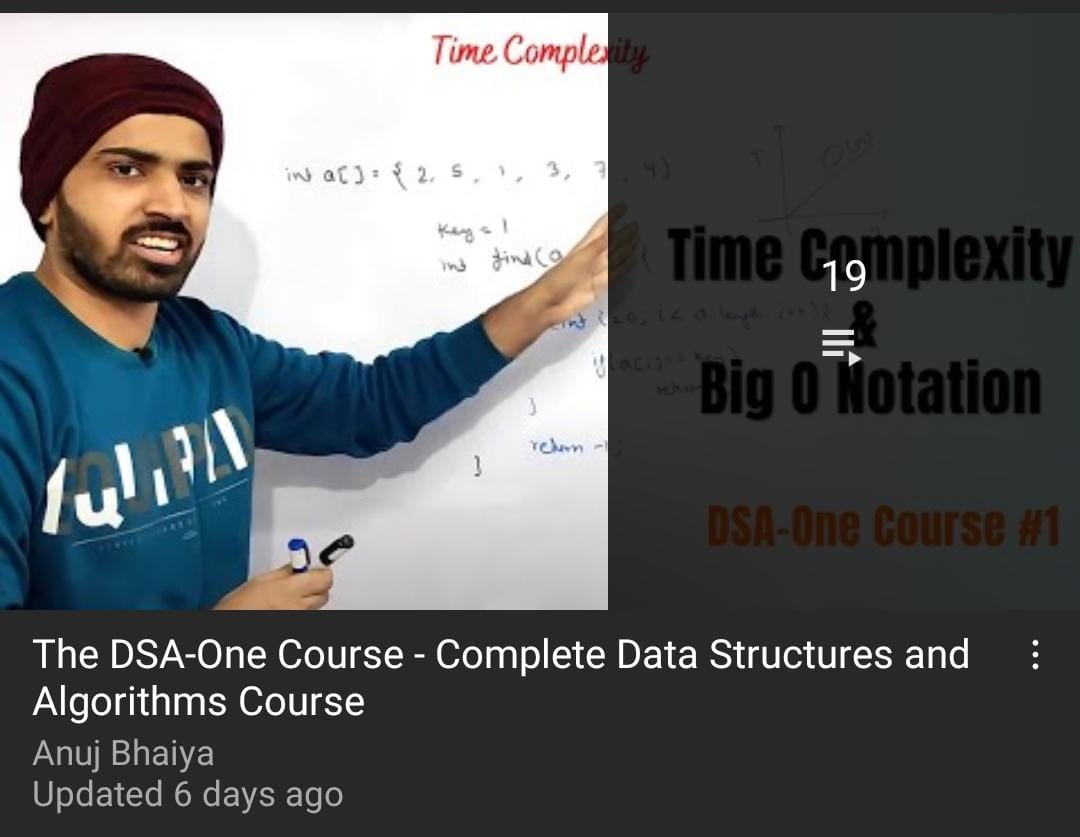 Time Complexity
int a[] = { 2, 5, 1, 3, 7, 4}
T
O(n)
Key = 1
int find(a
{
Time Complexity
19
&
int i=0; i < a.length; i++){
Big O Notation
if(a[i]== key)
}
return -1;
}
EQUIPPED
DSA-One Course #1
The DSA-One Course - Complete Data Structures and
Algorithms Course
Anuj Bhaiya
Updated 6 days ago